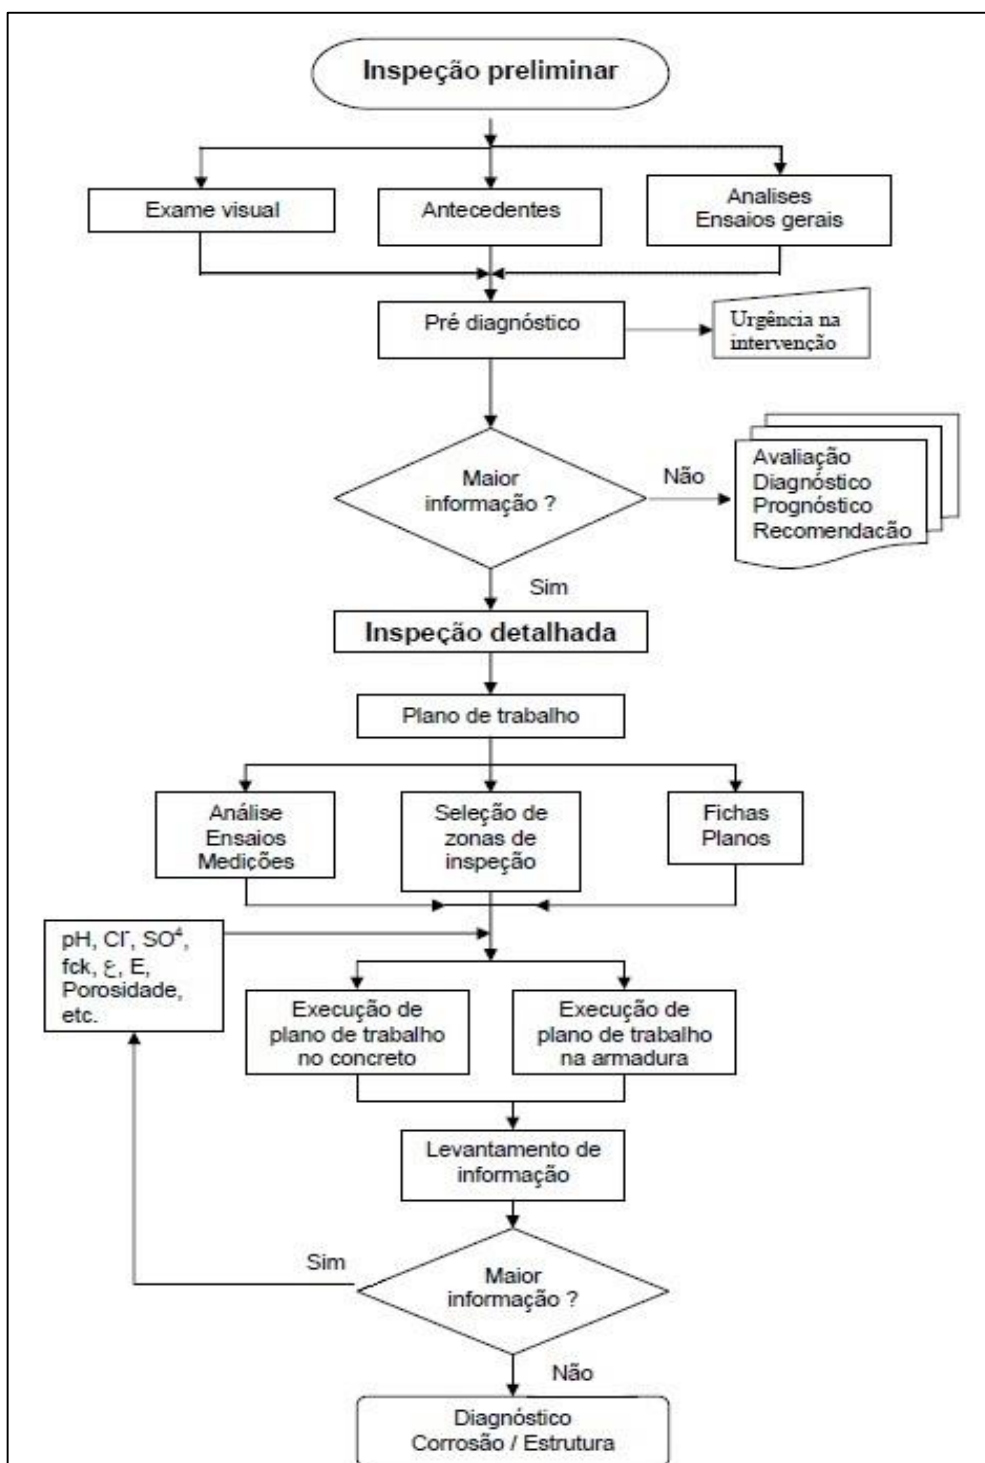 Inspeção preliminar
Exame visual
Antecedentes
Analises
Ensaios gerais
Pré diagnóstico
Urgência na
intervenção
Maior
informação ?
Não
Avaliação
Diagnóstico
Prognóstico
Recomendacão
Sim
Inspeção detalhada
Plano de trabalho
Análise
Ensaios
Medições
Seleção de
zonas de
inspeção
Fichas
Planos
pH, Cl⁻, SO⁴,
fck, ع, E,
Porosidade,
etc.
Execução de
plano de trabalho
no concreto
Execução de
plano de trabalho
na armadura
Levantamento de
informação
Sim
Maior
informação ?
Não
Diagnóstico
Corrosão / Estrutura